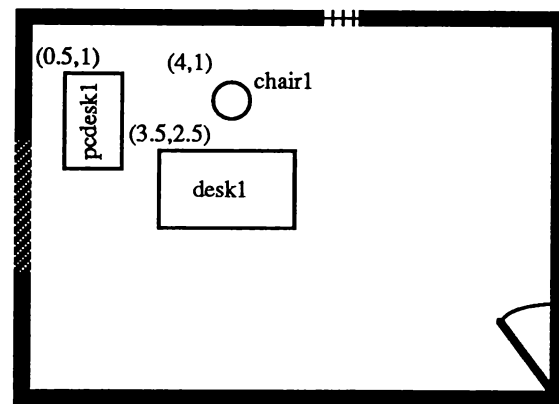 (0.5,1)
(4,1)
chair1
pcdesk1
(3.5,2.5)
desk1